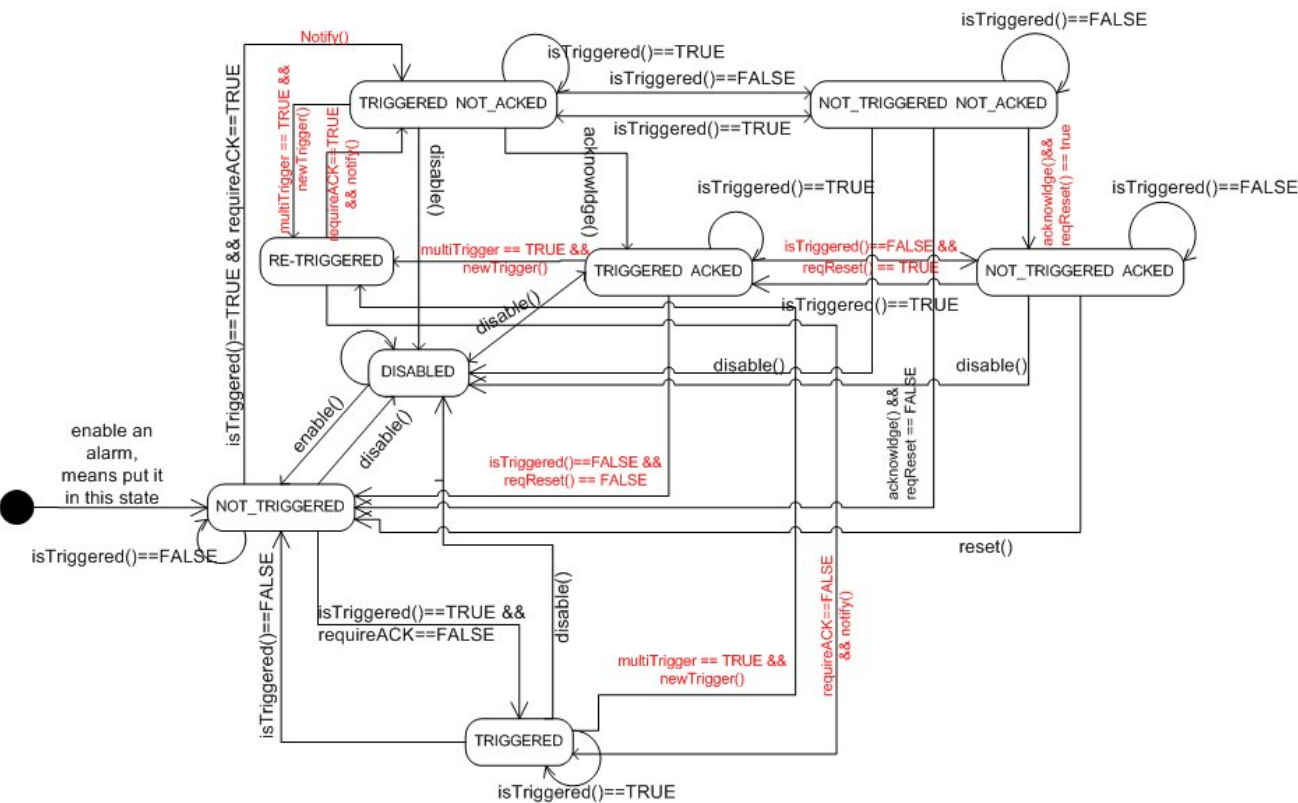 isTriggered()==FALSE
Notify()
isTriggered()==TRUE
isTriggered()==FALSE
TRIGGERED NOT_ACKED
NOT_TRIGGERED NOT_ACKED
isTriggered()==TRUE
isTriggered()==TRUE && requireACK==TRUE
multiTrigger == TRUE &&
newTrigger()
requireACK==TRUE
&& notify()
disable()
acknowldge()
acknowldge()&&
reqReset() == true
isTriggered()==TRUE
isTriggered()==FALSE
RE-TRIGGERED
multiTrigger == TRUE &&
newTrigger()
TRIGGERED ACKED
isTriggered()==FALSE &&
reqReset() == TRUE
NOT_TRIGGERED ACKED
isTriggered()==TRUE
disable()
DISABLED
disable()
disable()
acknowldge() &&
reqReset == FALSE
enable()
disable()
enable an
alarm,
means put it
in this state
isTriggered()==FALSE &&
reqReset() == FALSE
NOT_TRIGGERED
isTriggered()==FALSE
reset()
isTriggered()==FALSE
isTriggered()==TRUE &&
requireACK==FALSE
disable()
requireACK==FALSE
&& notify()
multiTrigger == TRUE &&
newTrigger()
TRIGGERED
isTriggered()==TRUE